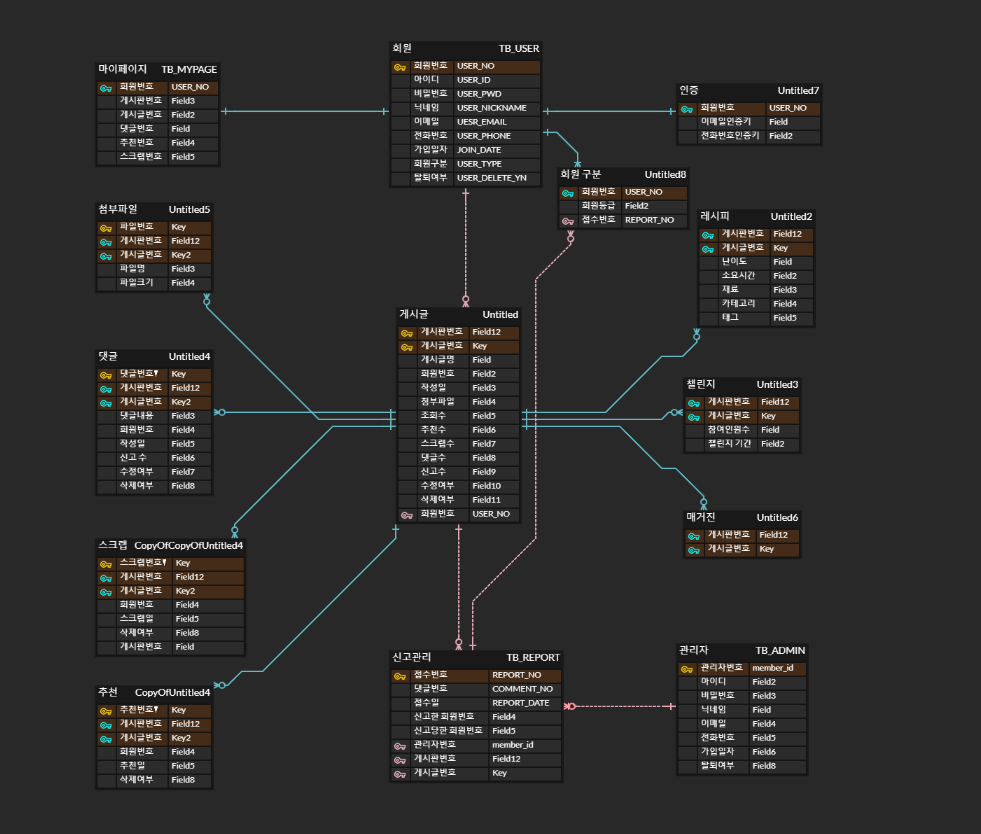 회원 TB_USER
회원번호 USER_NO
아이디 USER_ID
비밀번호 USER_PWD
닉네임 USER_NICKNAME
이메일 UESR_EMAIL
전화번호 USER_PHONE
가입일자 JOIN_DATE
회원구분 USER_TYPE
탈퇴여부 USER_DELETE_YN
마이페이지 TB_MYPAGE
회원번호 USER_NO
게시판번호 Field3
게시글번호 Field2
댓글번호 Field
추천번호 Field4
스크랩번호 Field5
인증 Untitled7
회원번호 USER_NO
이메일인증키 Field
전화번호인증키 Field2
회원 구분 Untitled8
회원번호 USER_NO
회원등급 Field2
접수번호 REPORT_NO
첨부파일 Untitled5
파일번호 Key
게시판번호 Field12
게시글번호 Key2
파일명 Field3
파일크기 Field4
레시피 Untitled2
게시판번호 Field12
게시글번호 Key
난이도 Field
소요시간 Field2
재료 Field3
카테고리 Field4
태그 Field5
게시글 Untitled
게시판번호 Field12
게시글번호 Key
게시글명 Field
회원번호 Field2
작성일 Field3
첨부파일 Field4
조회수 Field5
추천수 Field6
스크랩수 Field7
댓글수 Field8
신고수 Field9
수정여부 Field10
삭제여부 Field11
회원번호 USER_NO
댓글 Untitled4
댓글번호 Key
게시판번호 Field12
게시글번호 Key2
댓글내용 Field3
회원번호 Field4
작성일 Field5
신고 수 Field6
수정여부 Field7
삭제여부 Field8
챌린지 Untitled3
게시판번호 Field12
게시글번호 Key
참여인원수 Field
챌린지 기간 Field2
매거진 Untitled6
게시판번호 Field12
게시글번호 Key
스크랩 CopyOfCopyOfUntitled4
스크랩번호 Key
게시판번호 Field12
게시글번호 Key2
회원번호 Field4
스크랩일 Field5
삭제여부 Field8
게시판번호 Field
추천 CopyOfUntitled4
추천번호 Key
게시판번호 Field12
게시글번호 Key2
회원번호 Field4
추천일 Field5
삭제여부 Field8
신고관리 TB_REPORT
접수번호 REPORT_NO
댓글번호 COMMENT_NO
접수일 REPORT_DATE
신고한 회원번호 Field4
신고당한 회원번호 Field5
관리자번호 member_id
게시판번호 Field12
게시글번호 Key
관리자 TB_ADMIN
관리자번호 member_id
아이디 Field2
비밀번호 Field3
닉네임 Field
이메일 Field4
전화번호 Field5
가입일자 Field6
탈퇴여부 Field8